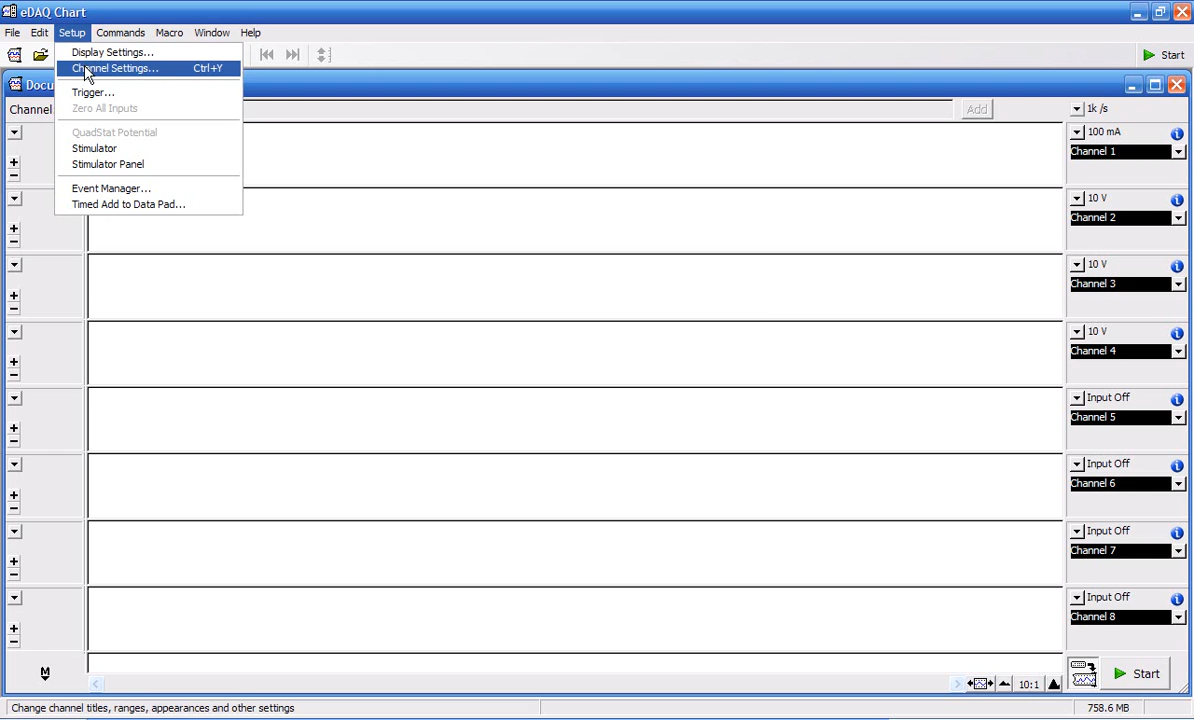 eDAQ Chart
File Edit Setup Commands Macro Window Help
Display Settings...
Channel Settings... Ctrl+Y
Trigger...
Zero All Inputs
QuadStat Potential
Stimulator
Stimulator Panel
Event Manager...
Timed Add to Data Pad...
Start
Docu
Channel
Add
1k /s
100 mA
Channel 1
10 V
Channel 2
10 V
Channel 3
10 V
Channel 4
Input Off
Channel 5
Input Off
Channel 6
Input Off
Channel 7
Input Off
Channel 8
M
10:1
Start
Change channel titles, ranges, appearances and other settings
758.6 MB